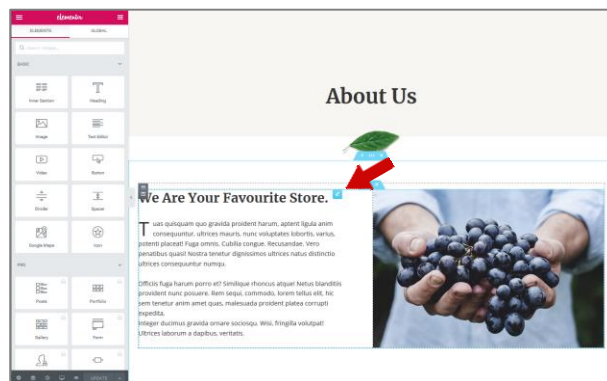 elementor
ELEMENTS
GLOBAL
BASIC
Inner Section
Heading
Image
Text Editor
Video
Button
Divider
Spacer
Google Maps
Icon
PRO
Posts
Portfolio
Gallery
Form
UPDATE
About Us
We Are Your Favourite Store.
Tuas quisquam quo gravida proident harum, aptent ligula anim
consequuntur, ultrices mauris, nunc voluptates lobortis, varius,
potenti placeat! Fuga omnis. Cubilia congue. Recusandae. Vero
penatibus quasi! Nostra tenetur dignissimos ultrices natus distinctio
ultrices consequuntur numqu.
Officiis fuga harum porro et? Similique rhoncus atque! Netus blanditiis
provident nunc posuere. Rem sequi, commodo, lorem tellus elit, hic
sem tenetur anim amet quas, malesuada proident platea corrupti
expedita.
Integer ducimus gravida ornare sociosqu. Wisi, fringilla volutpat!
Ultrices laborum a dapibus, veritatis.